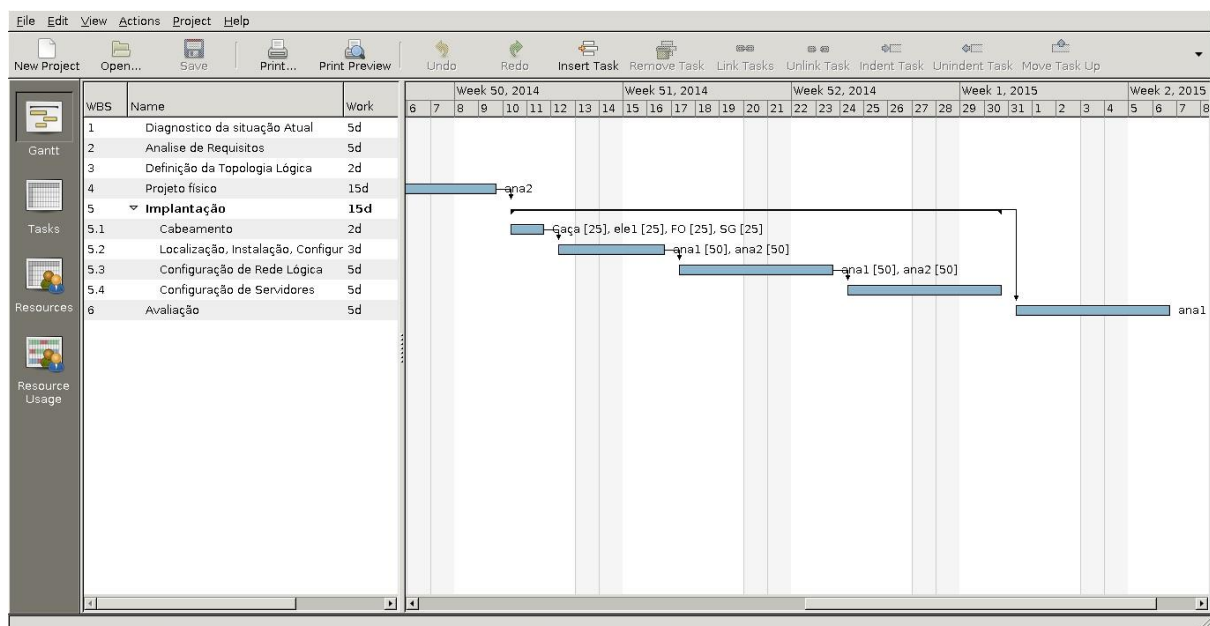 File Edit View Actions Project Help
New Project Open... Save Print... Print Preview Undo Redo Insert Task Remove Task Link Tasks Unlink Task Indent Task Unindent Task Move Task Up
Gantt
Tasks
Resources
Resource Usage
WBS Name Work
1 Diagnostico da situação Atual 5d
2 Analise de Requisitos 5d
3 Definição da Topologia Lógica 2d
4 Projeto físico 15d
5 Implantação 15d
5.1 Cabeamento 2d
5.2 Localização, Instalação, Configur 3d
5.3 Configuração de Rede Lógica 5d
5.4 Configuração de Servidores 5d
6 Avaliação 5d
Week 50, 2014 Week 51, 2014 Week 52, 2014 Week 1, 2015 Week 2, 2015
6 7 8 9 10 11 12 13 14 15 16 17 18 19 20 21 22 23 24 25 26 27 28 29 30 31 1 2 3 4 5 6 7 8
ana2
Gaça [25], ele1 [25], FO [25], SG [25]
ana1 [50], ana2 [50]
ana1 [50], ana2 [50]
ana1